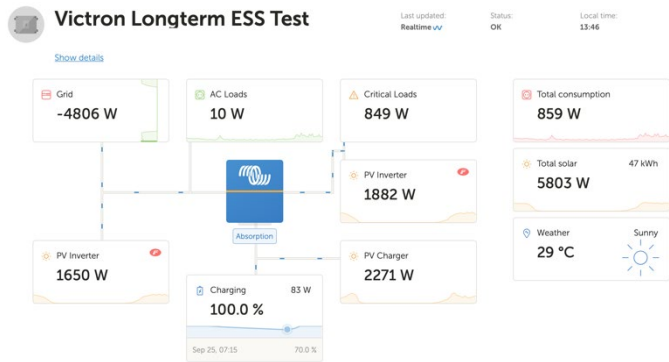 Victron Longterm ESS Test
Last updated:
Realtime
Status:
OK
Local time:
13:46
Show details
Grid
-4806 W
AC Loads
10 W
Critical Loads
849 W
Total consumption
859 W
PV Inverter
1882 W
Total solar
47 kWh
5803 W
Absorption
PV Inverter
1650 W
PV Charger
2271 W
Weather
Sunny
29 °C
Charging
83 W
100.0 %
Sep 25, 07:15
70.0 %